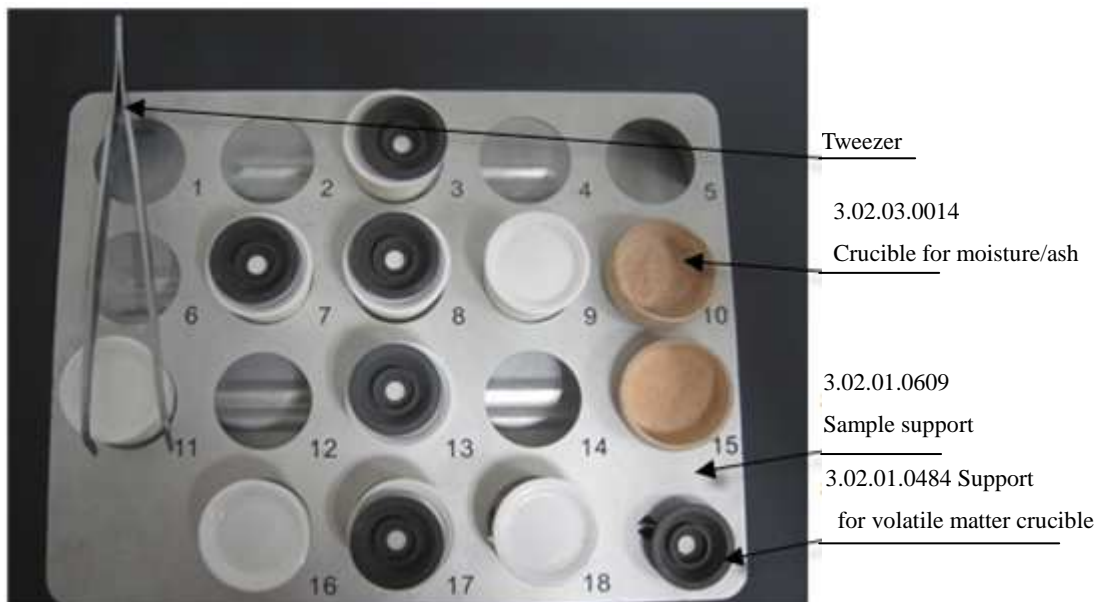 Tweezer
3.02.03.0014
Crucible for moisture/ash
3.02.01.0609
Sample support
3.02.01.0484 Support
for volatile matter crucible
1 2 3 4 5
6 7 8 9 10
11 12 13 14 15
16 17 18